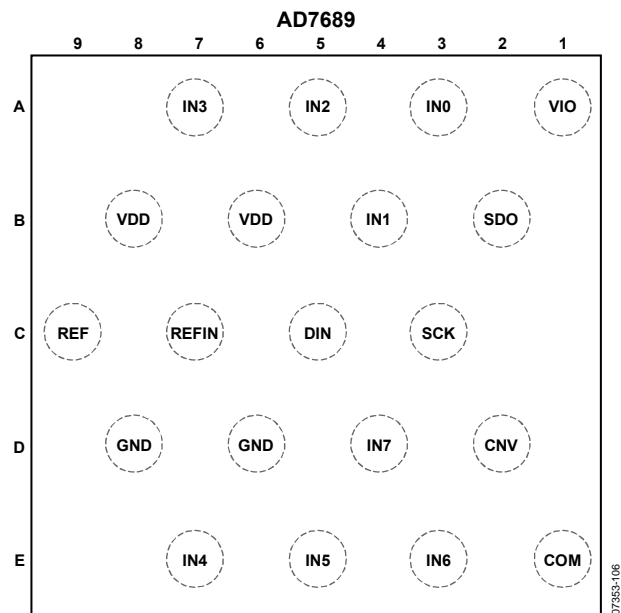 AD7689
9 8 7 6 5 4 3 2 1
A IN3 IN2 IN0 VIO
B VDD VDD IN1 SDO
C REF REFIN DIN SCK
D GND GND IN7 CNV
E IN4 IN5 IN6 COM
07353-106